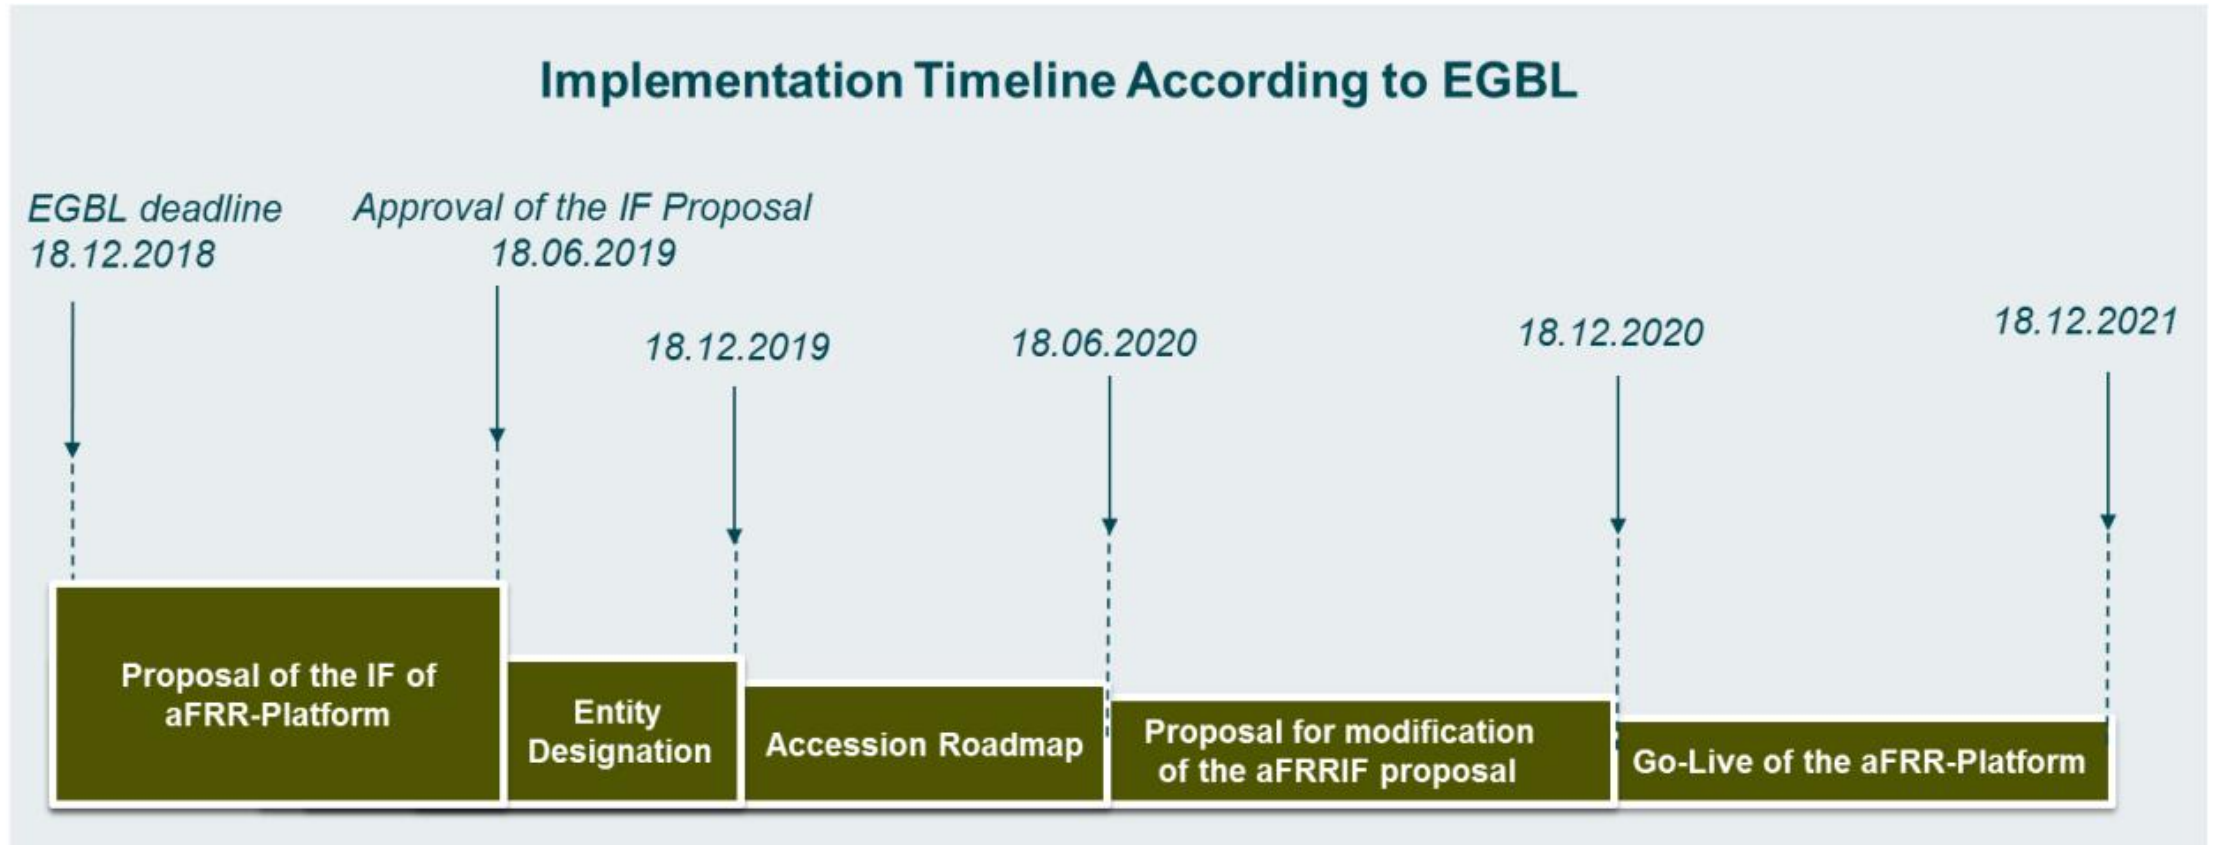 Implementation Timeline According to EGBL
EGBL deadline
18.12.2018
Approval of the IF Proposal
18.06.2019
18.12.2019
18.06.2020
18.12.2020
18.12.2021
Proposal of the IF of
aFRR-Platform
Entity
Designation
Accession Roadmap
Proposal for modification
of the aFRRIF proposal
Go-Live of the aFRR-Platform